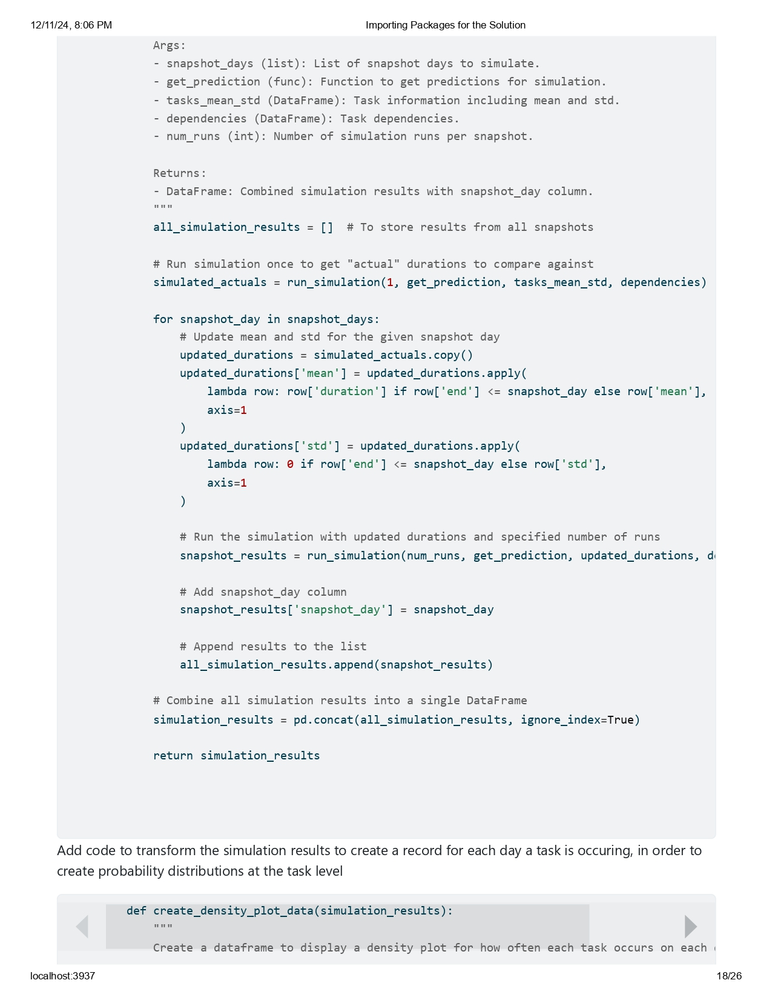 12/11/24, 8:06 PM
Importing Packages for the Solution
Args:
- snapshot_days (list): List of snapshot days to simulate.
- get_prediction (func): Function to get predictions for simulation.
- tasks_mean_std (DataFrame): Task information including mean and std.
- dependencies (DataFrame): Task dependencies.
- num_runs (int): Number of simulation runs per snapshot.
Returns:
- DataFrame: Combined simulation results with snapshot_day column.
"""
all_simulation_results = []  # To store results from all snapshots
# Run simulation once to get "actual" durations to compare against
simulated_actuals = run_simulation(1, get_prediction, tasks_mean_std, dependencies)
for snapshot_day in snapshot_days:
# Update mean and std for the given snapshot day
updated_durations = simulated_actuals.copy()
updated_durations['mean'] = updated_durations.apply(
lambda row: row['duration'] if row['end'] <= snapshot_day else row['mean'],
axis=1
)
updated_durations['std'] = updated_durations.apply(
lambda row: 0 if row['end'] <= snapshot_day else row['std'],
axis=1
)
# Run the simulation with updated durations and specified number of runs
snapshot_results = run_simulation(num_runs, get_prediction, updated_durations,
# Add snapshot_day column
snapshot_results['snapshot_day'] = snapshot_day
# Append results to the list
all_simulation_results.append(snapshot_results)
# Combine all simulation results into a single DataFrame
simulation_results = pd.concat(all_simulation_results, ignore_index=True)
return simulation_results
Add code to transform the simulation results to create a record for each day a task is occuring, in order to
create probability distributions at the task level
def create_density_plot_data(simulation_results):
"""
Create a dataframe to display a density plot for how often each task occurs on each
localhost:3937
18/26